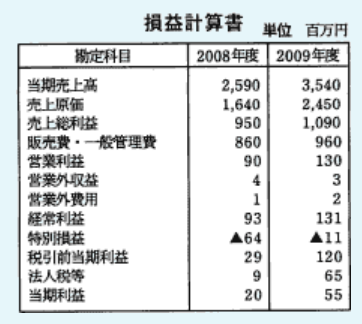 損益計算書 単位 百万円
勘定科目 2008年度 2009年度
当期売上高 2,590 3,540
売上原価 1,640 2,450
売上総利益 950 1,090
販売費・一般管理費 860 960
営業利益 90 130
営業外収益 4 3
営業外費用 1 2
経常利益 93 131
特別損益 ▲64 ▲11
税引前当期利益 29 120
法人税等 9 65
当期利益 20 55